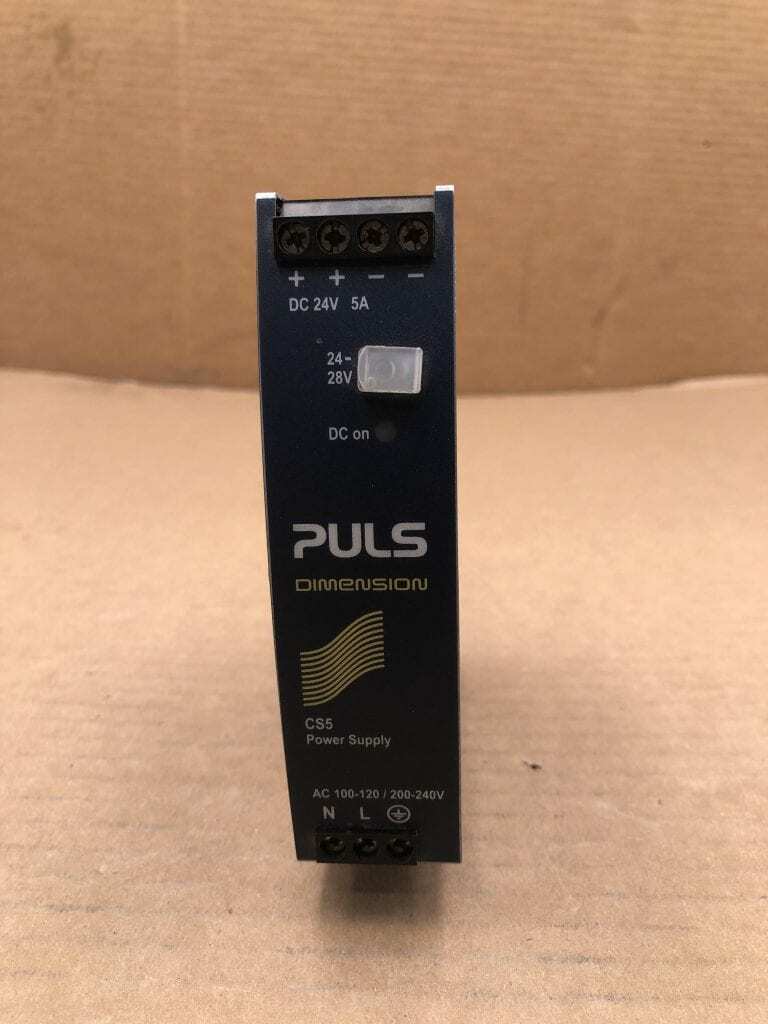 + + − −
DC 24V 5A
24-
28V
DC on
PULS
DIMENSION
CS5
Power Supply
AC 100-120 / 200-240V
N L ⏚